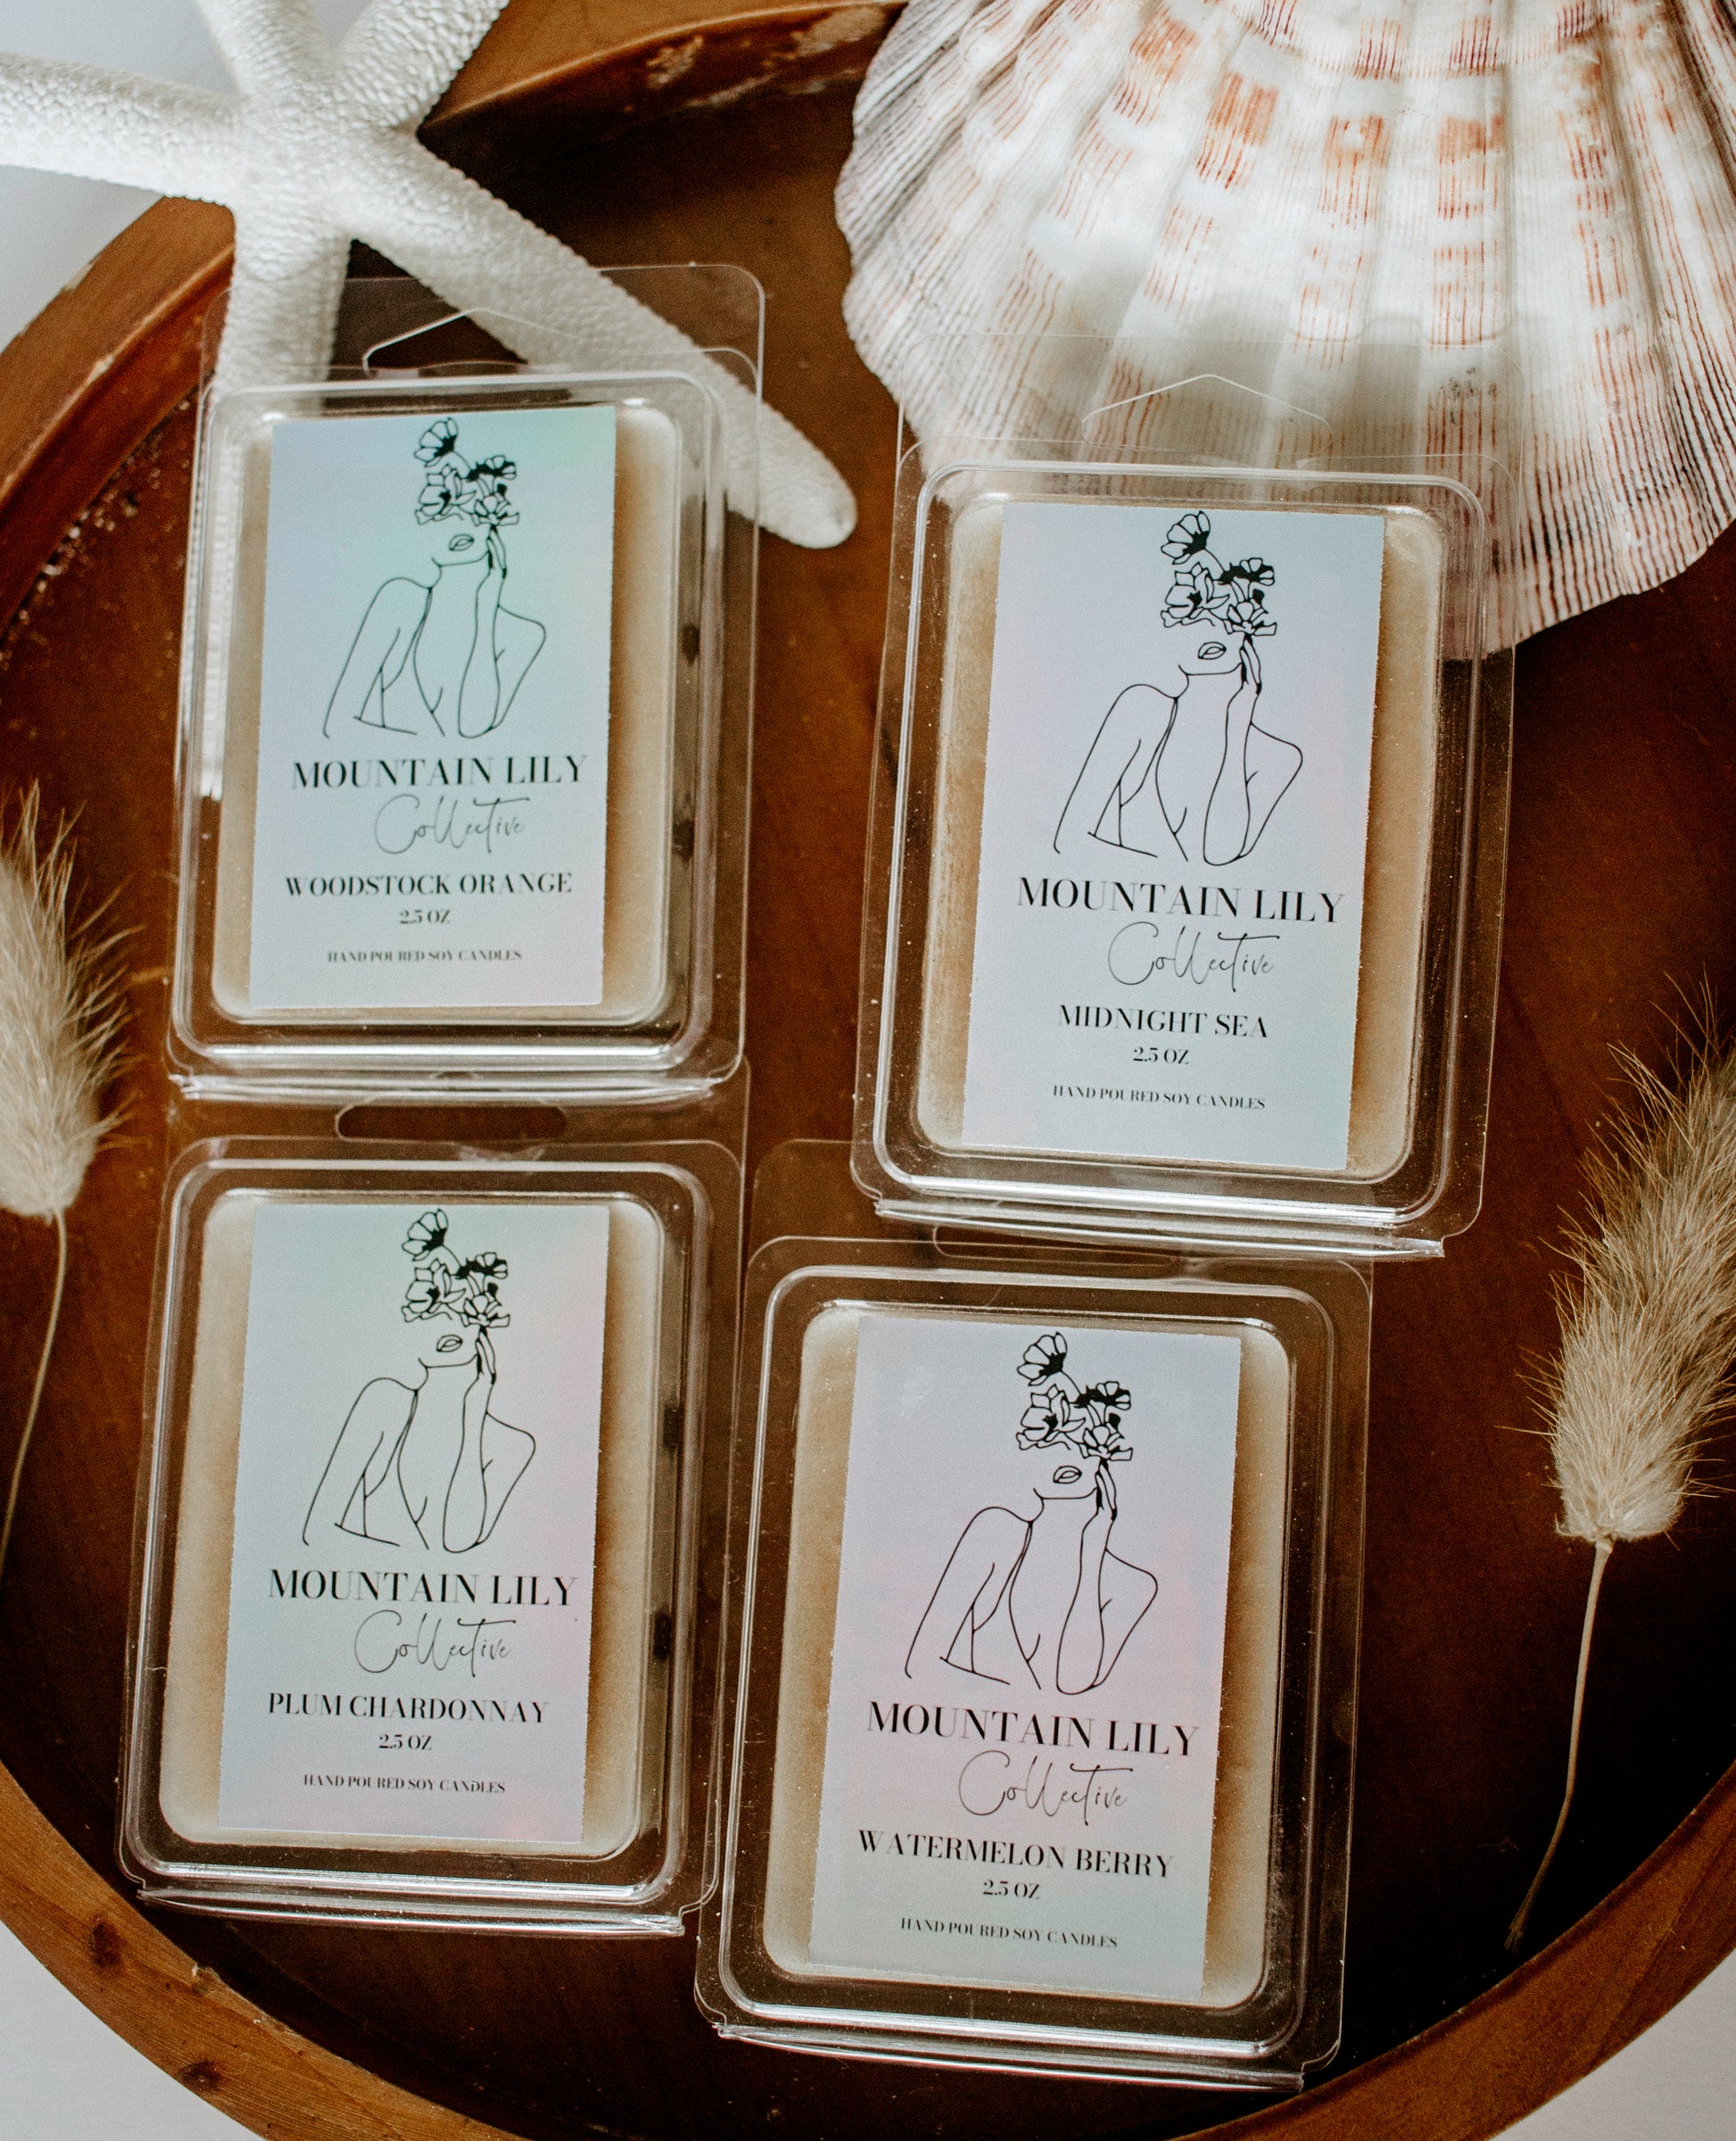 MOUNTAIN LILY
Collective
WOODSTOCK ORANGE
2.5 OZ
HAND POURED SOY CANDLES
MOUNTAIN LILY
Collective
MIDNIGHT SEA
2.5 OZ
HAND POURED SOY CANDLES
MOUNTAIN LILY
Collective
PLUM CHARDONNAY
2.5 OZ
HAND POURED SOY CANDLES
MOUNTAIN LILY
Collective
WATERMELON BERRY
2.5 OZ
HAND POURED SOY CANDLES